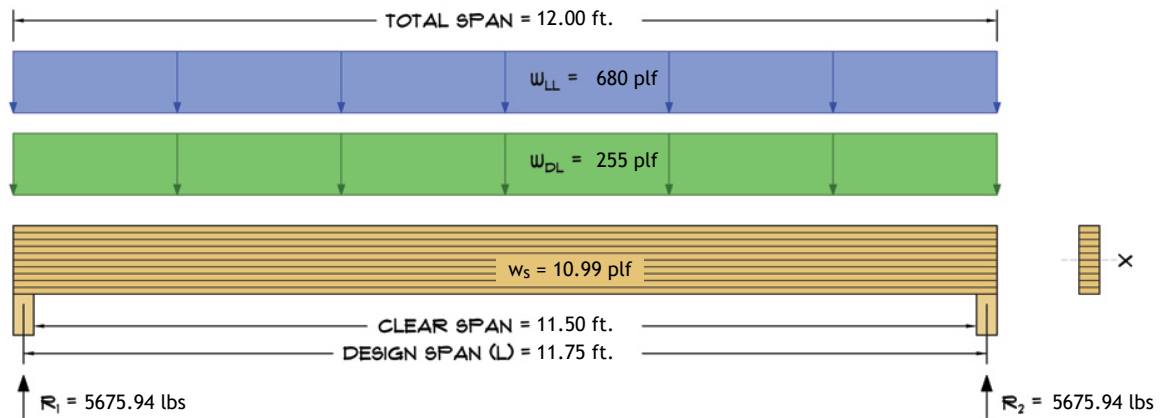 TOTAL SPAN = 12.00 ft.
wLL = 680 plf
wDL = 255 plf
ws = 10.99 plf
X
CLEAR SPAN = 11.50 ft.
DESIGN SPAN (L) = 11.75 ft.
R1 = 5675.94 lbs
R2 = 5675.94 lbs